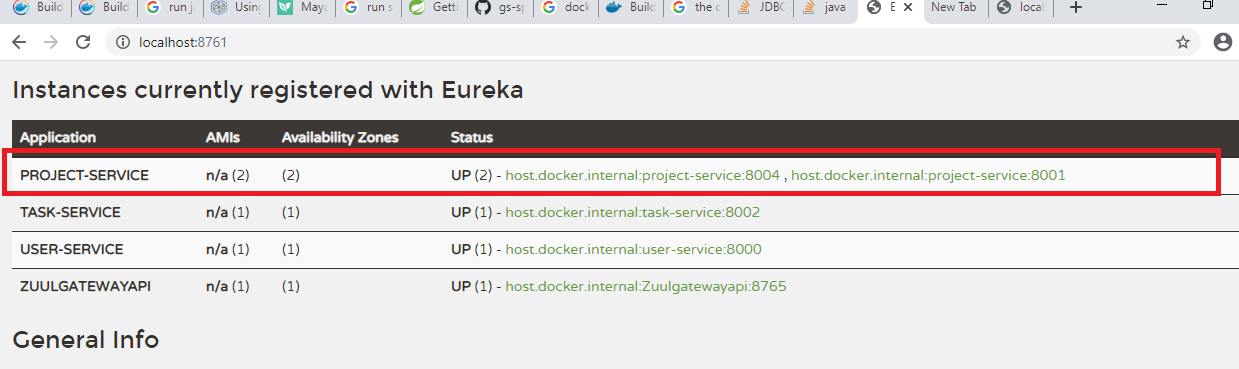 Build Build run ja Using Maya run s Getti gs-sp dock Build the d JDBC java E New Tab local
localhost:8761
Instances currently registered with Eureka
Application AMIs Availability Zones Status
PROJECT-SERVICE n/a (2) (2) UP (2) - host.docker.internal:project-service:8004 , host.docker.internal:project-service:8001
TASK-SERVICE n/a (1) (1) UP (1) - host.docker.internal:task-service:8002
USER-SERVICE n/a (1) (1) UP (1) - host.docker.internal:user-service:8000
ZUULGATEWAYAPI n/a (1) (1) UP (1) - host.docker.internal:Zuulgatewayapi:8765
General Info